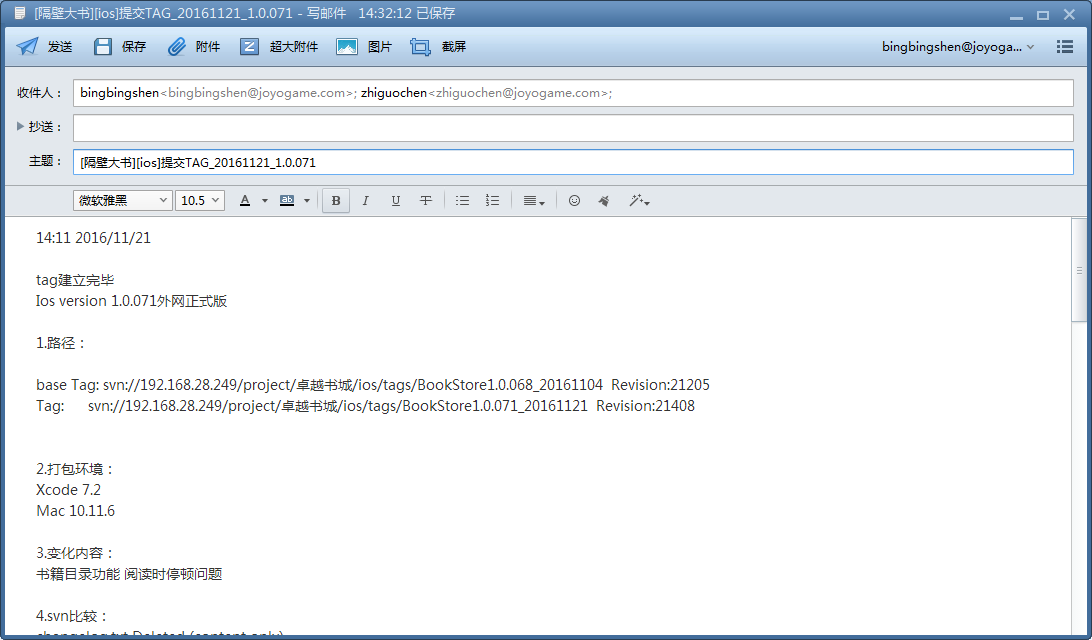 [隔壁大书][ios]提交TAG_20161121_1.0.071 - 写邮件 14:32:12 已保存
发送 保存 附件 超大附件 图片 截屏 bingbingshen@joyoga...
收件人： bingbingshen<bingbingshen@joyogame.com>; zhiguochen<zhiguochen@joyogame.com>;
抄送：
主题： [隔壁大书][ios]提交TAG_20161121_1.0.071
微软雅黑 10.5 A ab B I U T
14:11 2016/11/21
tag建立完毕
Ios version 1.0.071外网正式版
1.路径：
base Tag: svn://192.168.28.249/project/卓越书城/ios/tags/BookStore1.0.068_20161104 Revision:21205
Tag: svn://192.168.28.249/project/卓越书城/ios/tags/BookStore1.0.071_20161121 Revision:21408
2.打包环境：
Xcode 7.2
Mac 10.11.6
3.变化内容：
书籍目录功能 阅读时停顿问题
4.svn比较：
changelog.txt Deleted (content only)